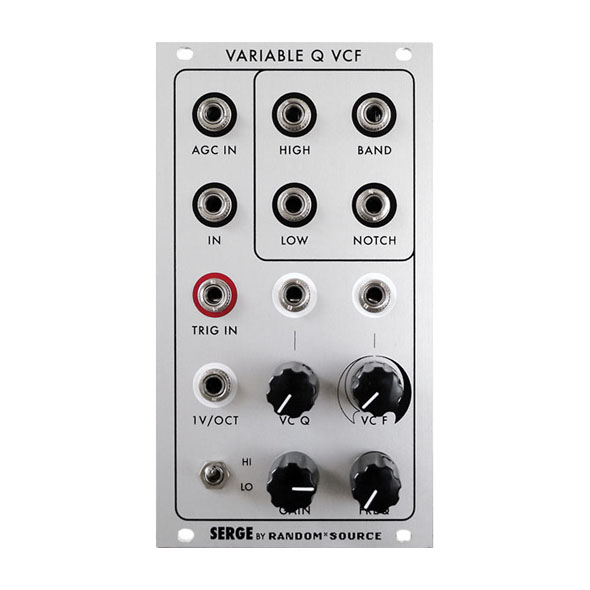 VARIABLE Q VCF
AGC IN HIGH BAND
IN LOW NOTCH
TRIG IN
1V/OCT VC Q VC F
HI
LO
GAIN FREQ
SERGE BY RANDOM*SOURCE